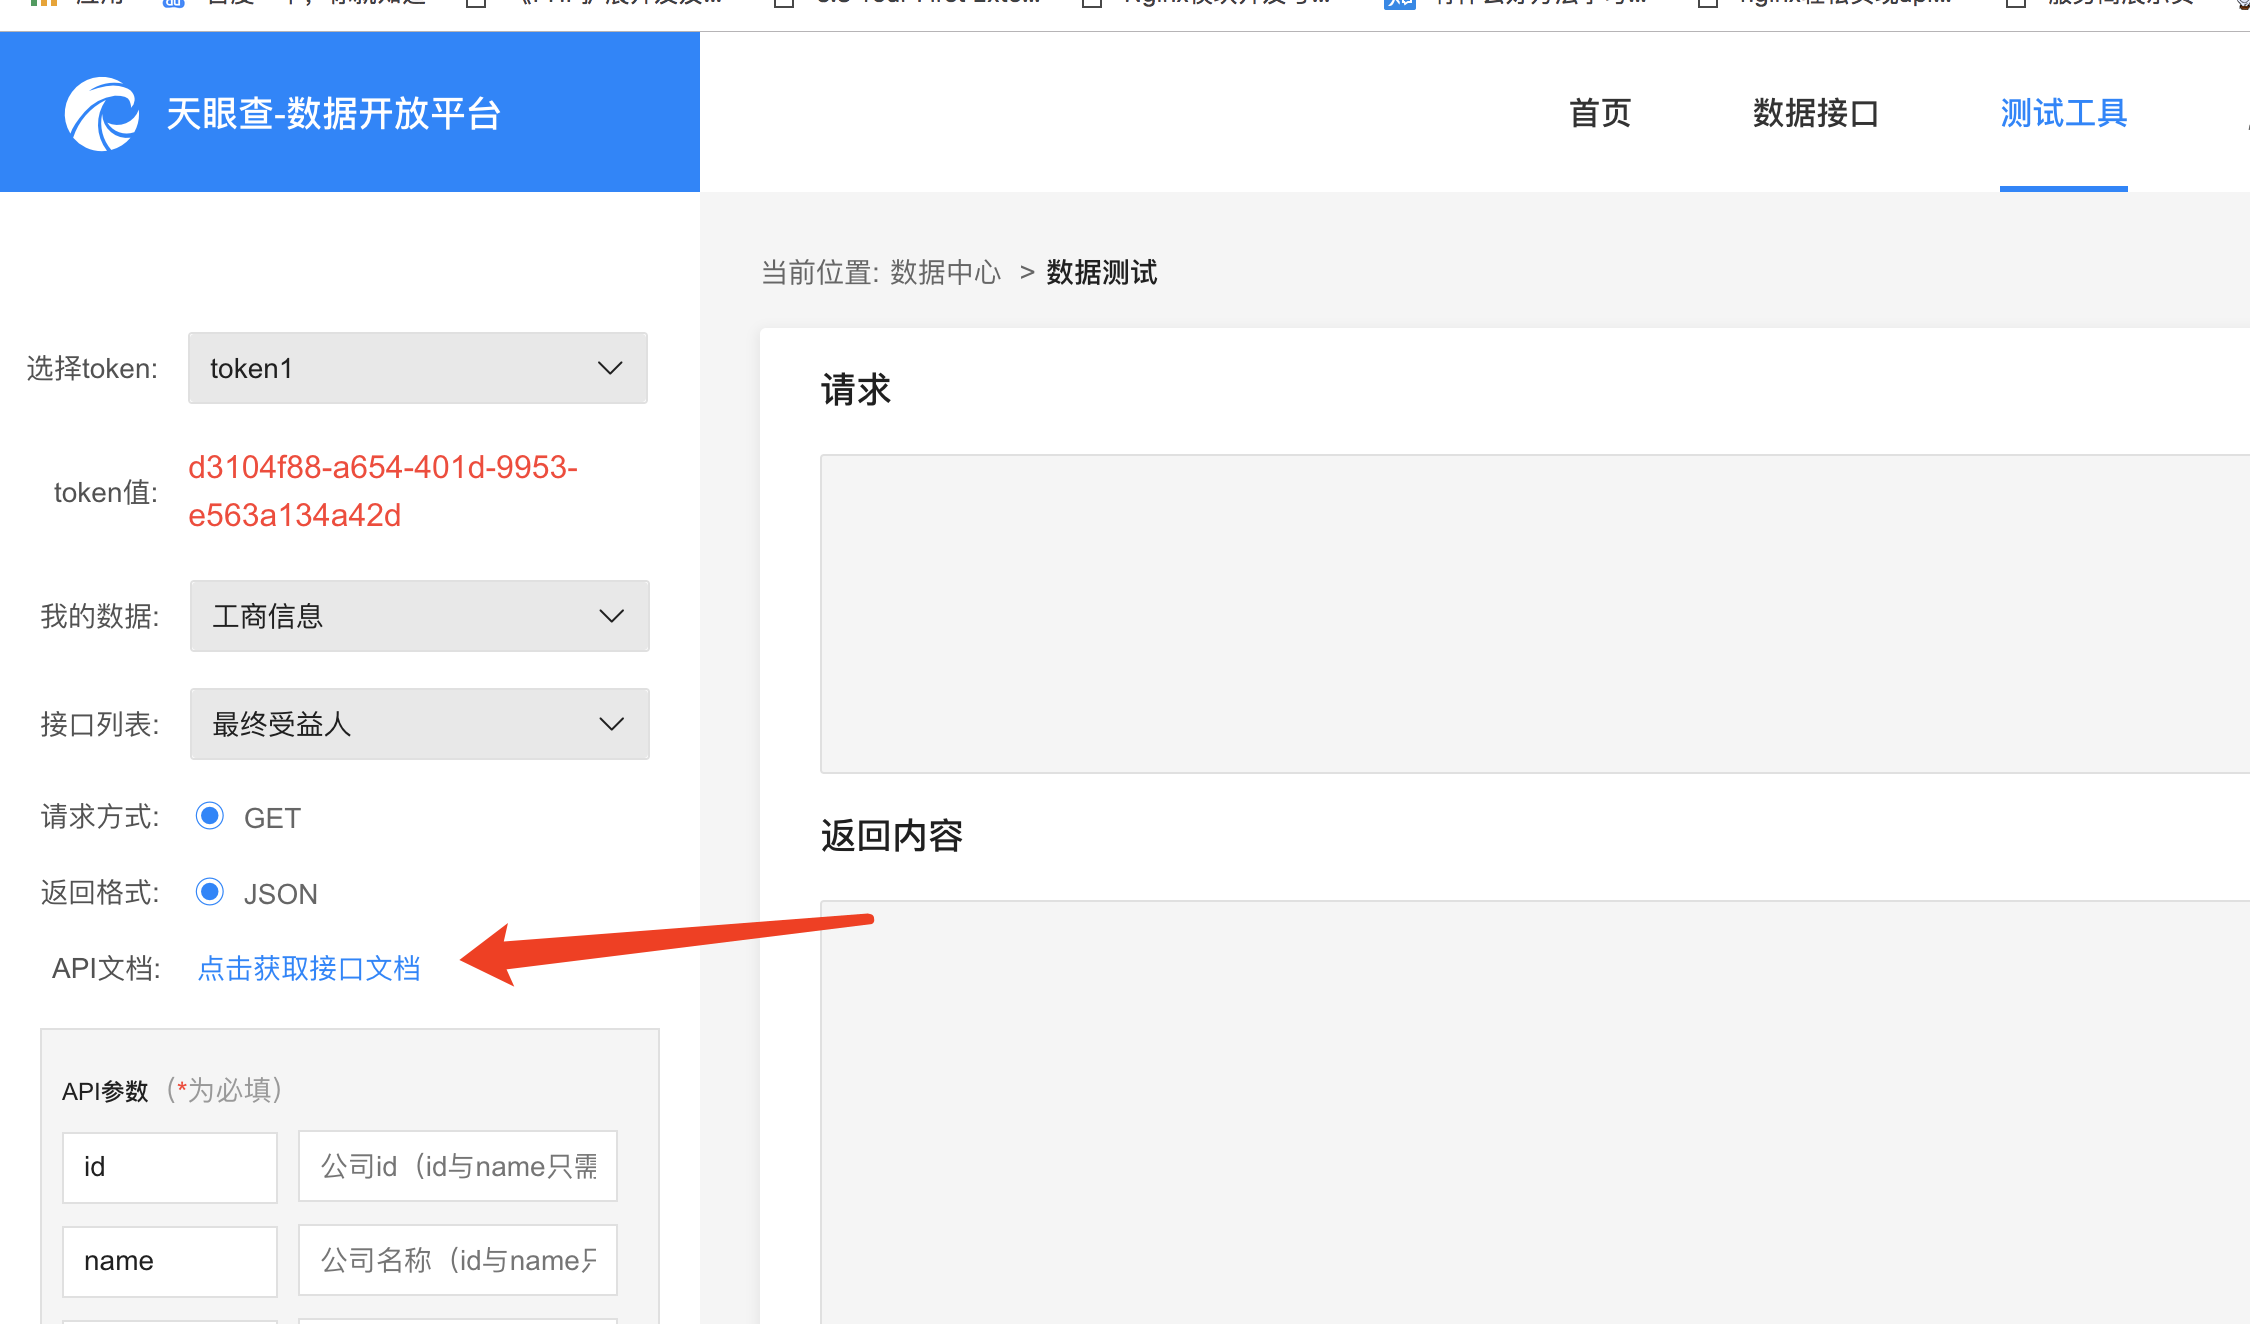 天眼查-数据开放平台
首页
数据接口
测试工具
当前位置: 数据中心 > 数据测试
选择token:
token1
token值:
d3104f88-a654-401d-9953-
e563a134a42d
我的数据:
工商信息
接口列表:
最终受益人
请求方式:
GET
返回格式:
JSON
API文档:
点击获取接口文档
API参数 (*为必填)
id
公司id（id与name只需
name
公司名称（id与name
请求
返回内容